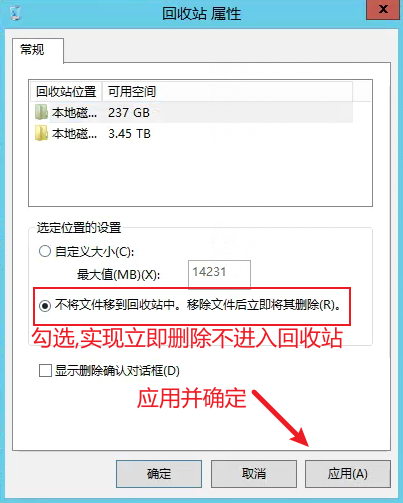 回收站 属性
x
常规
回收站位置 可用空间
本地磁... 237 GB
本地磁... 3.45 TB
选定位置的设置
自定义大小(C):
最大值(MB)(X): 14231
不将文件移到回收站中。移除文件后立即将其删除(R)。
勾选,实现立即删除不进入回收站
显示删除确认对话框(D)
应用并确定
确定 取消 应用(A)